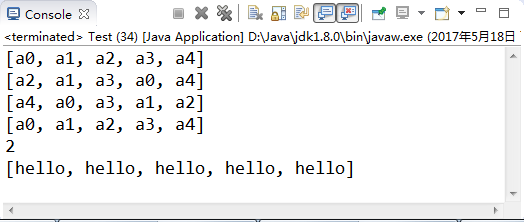 Console
<terminated> Test (34) [Java Application] D:\Java\jdk1.8.0\bin\javaw.exe (2017年5月18日
[a0, a1, a2, a3, a4]
[a2, a1, a3, a0, a4]
[a4, a0, a3, a1, a2]
[a0, a1, a2, a3, a4]
2
[hello, hello, hello, hello, hello]